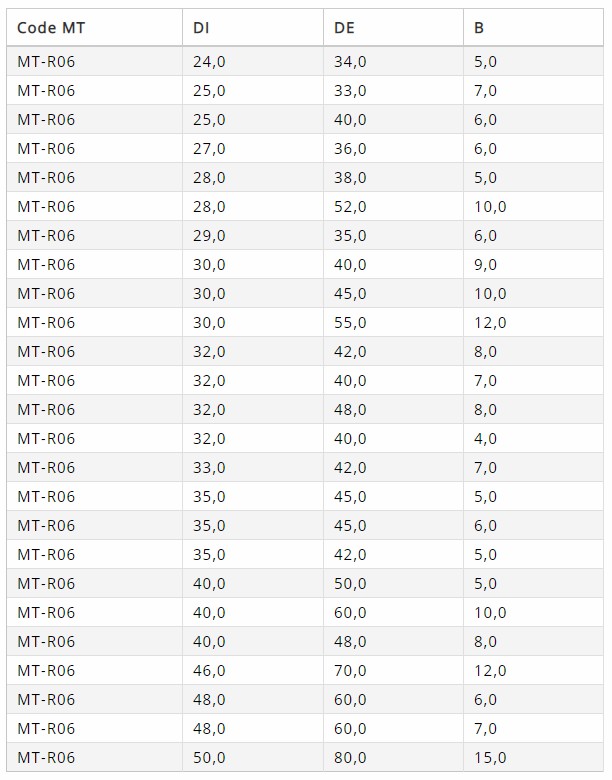 Code MT DI DE B
MT-R06 24,0 34,0 5,0
MT-R06 25,0 33,0 7,0
MT-R06 25,0 40,0 6,0
MT-R06 27,0 36,0 6,0
MT-R06 28,0 38,0 5,0
MT-R06 28,0 52,0 10,0
MT-R06 29,0 35,0 6,0
MT-R06 30,0 40,0 9,0
MT-R06 30,0 45,0 10,0
MT-R06 30,0 55,0 12,0
MT-R06 32,0 42,0 8,0
MT-R06 32,0 40,0 7,0
MT-R06 32,0 48,0 8,0
MT-R06 32,0 40,0 4,0
MT-R06 33,0 42,0 7,0
MT-R06 35,0 45,0 5,0
MT-R06 35,0 45,0 6,0
MT-R06 35,0 42,0 5,0
MT-R06 40,0 50,0 5,0
MT-R06 40,0 60,0 10,0
MT-R06 40,0 48,0 8,0
MT-R06 46,0 70,0 12,0
MT-R06 48,0 60,0 6,0
MT-R06 48,0 60,0 7,0
MT-R06 50,0 80,0 15,0